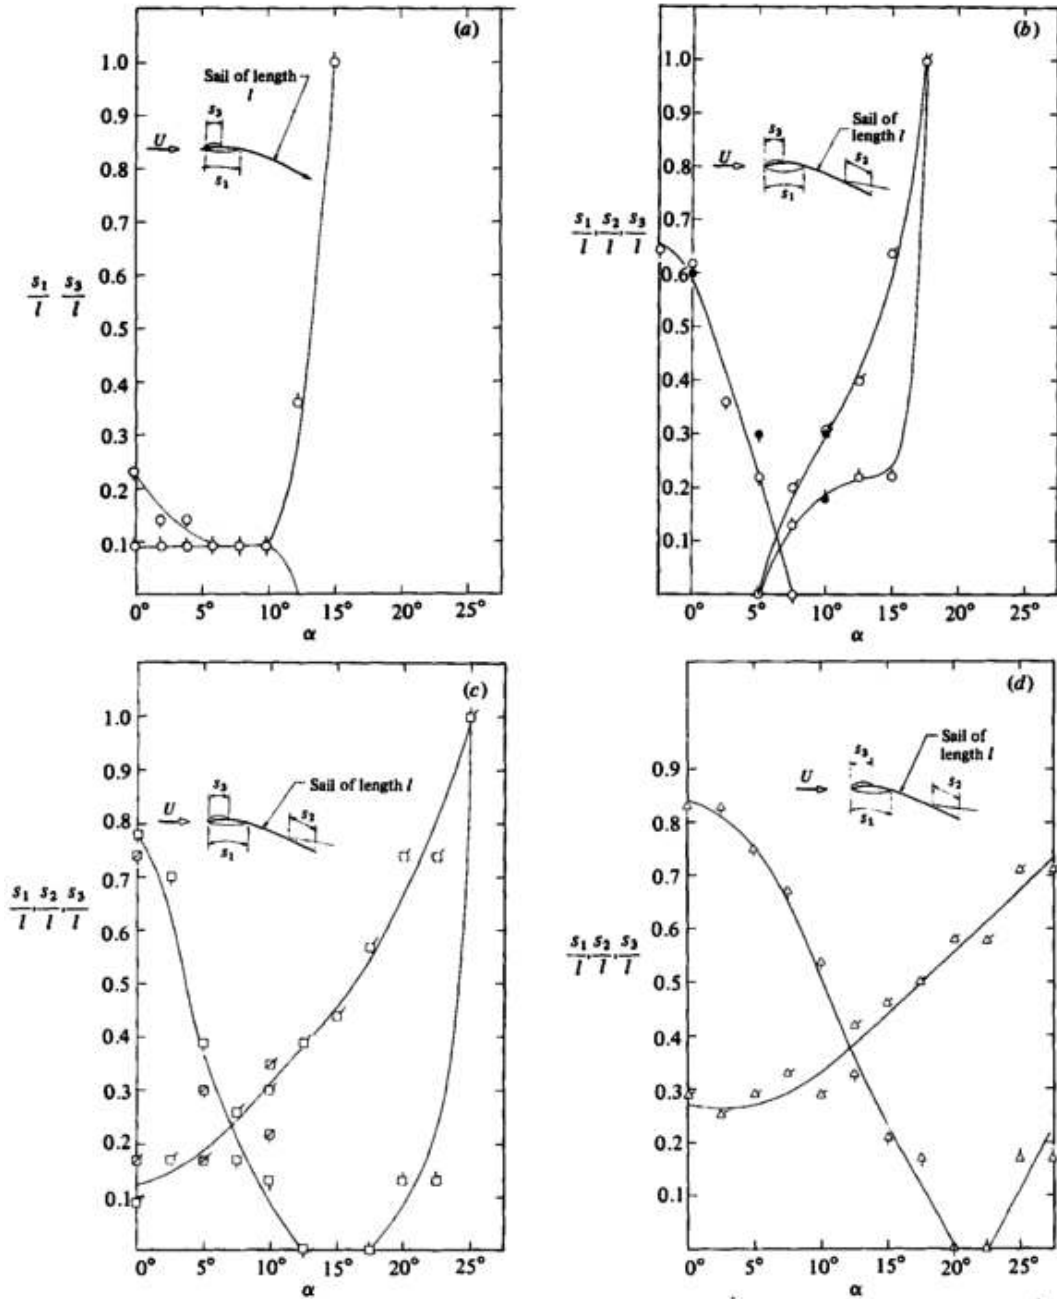 (a)
1.0
0.9
0.8
0.7
0.6
0.5
0.4
0.3
0.2
0.1
s₁/l s₃/l
Sail of length
l
s₃
U
s₁
0° 5° 10° 15° 20° 25°
α
(b)
1.0
0.9
0.8
0.7
0.6
0.5
0.4
0.3
0.2
0.1
s₁/l, s₂/l, s₃/l
Sail of
length l
s₃
s₂
U
s₁
0° 5° 10° 15° 20° 25°
α
(c)
1.0
0.9
0.8
0.7
0.6
0.5
0.4
0.3
0.2
0.1
s₁/l, s₂/l, s₃/l
Sail of length l
s₃
s₂
U
s₁
0° 5° 10° 15° 20° 25°
α
(d)
0.9
0.8
0.7
0.6
0.5
0.4
0.3
0.2
0.1
s₁/l, s₂/l, s₃/l
Sail of
length l
s₃
s₂
U
s₁
0° 5° 10° 15° 20° 25°
α